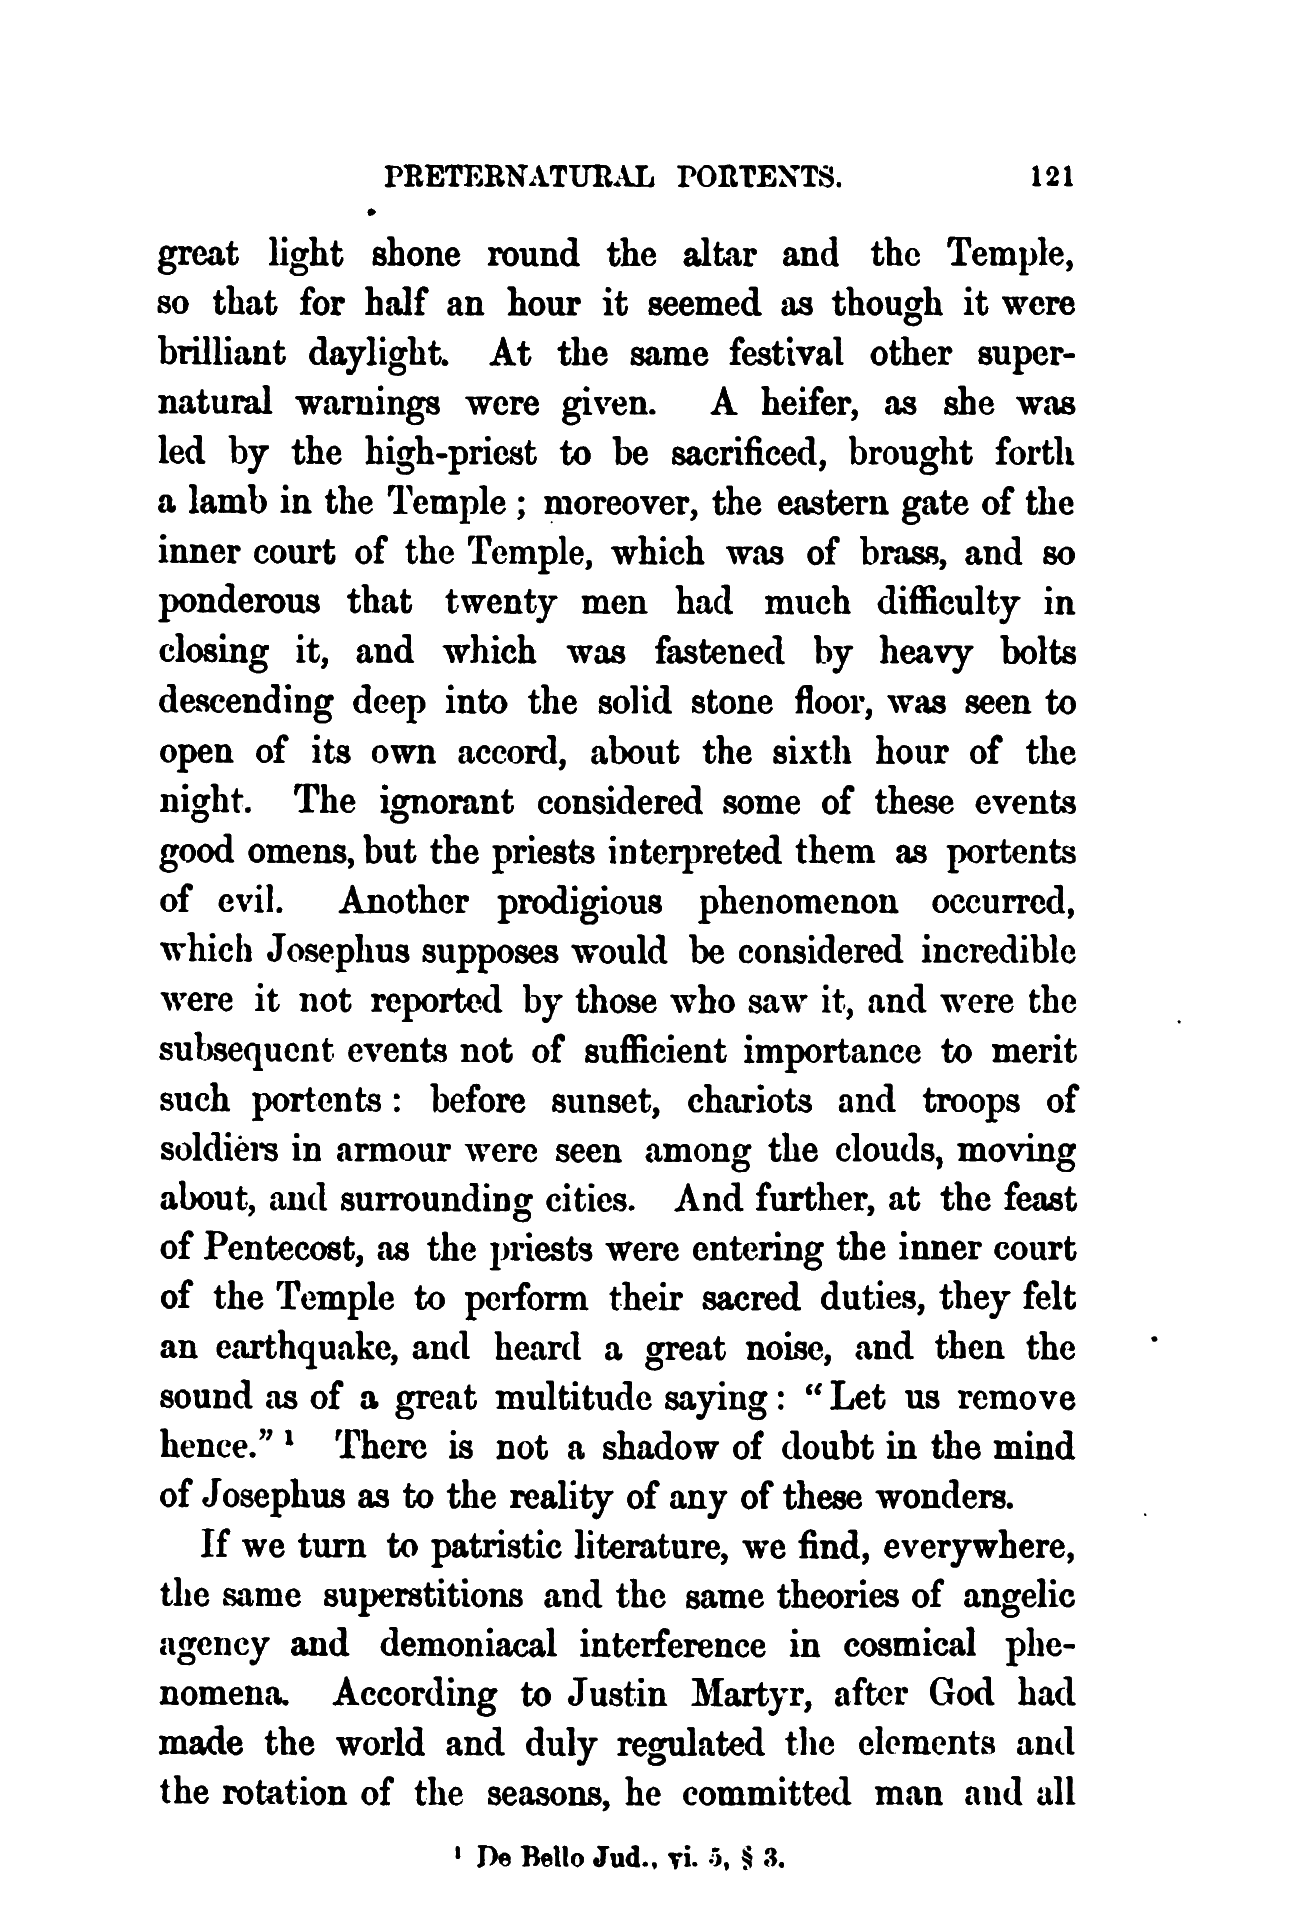 PRETERNATURAL PORTENTS. 121
great light shone round the altar and the Temple,
so that for half an hour it seemed as though it were
brilliant daylight. At the same festival other super-
natural warnings were given. A heifer, as she was
led by the high-priest to be sacrificed, brought forth
a lamb in the Temple ; moreover, the eastern gate of the
inner court of the Temple, which was of brass, and so
ponderous that twenty men had much difficulty in
closing it, and which was fastened by heavy bolts
descending deep into the solid stone floor, was seen to
open of its own accord, about the sixth hour of the
night. The ignorant considered some of these events
good omens, but the priests interpreted them as portents
of evil. Another prodigious phenomenon occurred,
which Josephus supposes would be considered incredible
were it not reported by those who saw it, and were the
subsequent events not of sufficient importance to merit
such portents : before sunset, chariots and troops of
soldiers in armour were seen among the clouds, moving
about, and surrounding cities. And further, at the feast
of Pentecost, as the priests were entering the inner court
of the Temple to perform their sacred duties, they felt
an earthquake, and heard a great noise, and then the
sound as of a great multitude saying : “Let us remove
hence.” ¹ There is not a shadow of doubt in the mind
of Josephus as to the reality of any of these wonders.
If we turn to patristic literature, we find, everywhere,
the same superstitions and the same theories of angelic
agency and demoniacal interference in cosmical phe-
nomena. According to Justin Martyr, after God had
made the world and duly regulated the elements and
the rotation of the seasons, he committed man and all
¹ De Bello Jud., vi. 5, § 3.